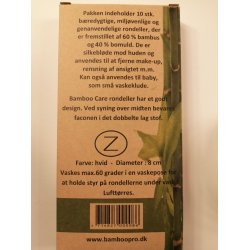 Pakken indeholder 10 stk.
bæredygtige, miljøvenlige og
genanvendelige rondeller, der
er fremstillet af 60 % bambus
og 40 % bomuld. De er
silkebløde mod huden og
anvendes til at fjerne make-up,
rensning af ansigtet m.m.
Kan også anvendes til baby,
som små vaskeklude.
Bamboo Care rondeller har et godt
design. Ved syning over midten bevares
faconen i det dobbelte lag stof.
Z
Farve: hvid - Diameter: 8 cm
Vaskes max.60 grader i en vaskepose for
at holde styr på rondellerne under vask
Lufttørres.
www.bamboopro.dk